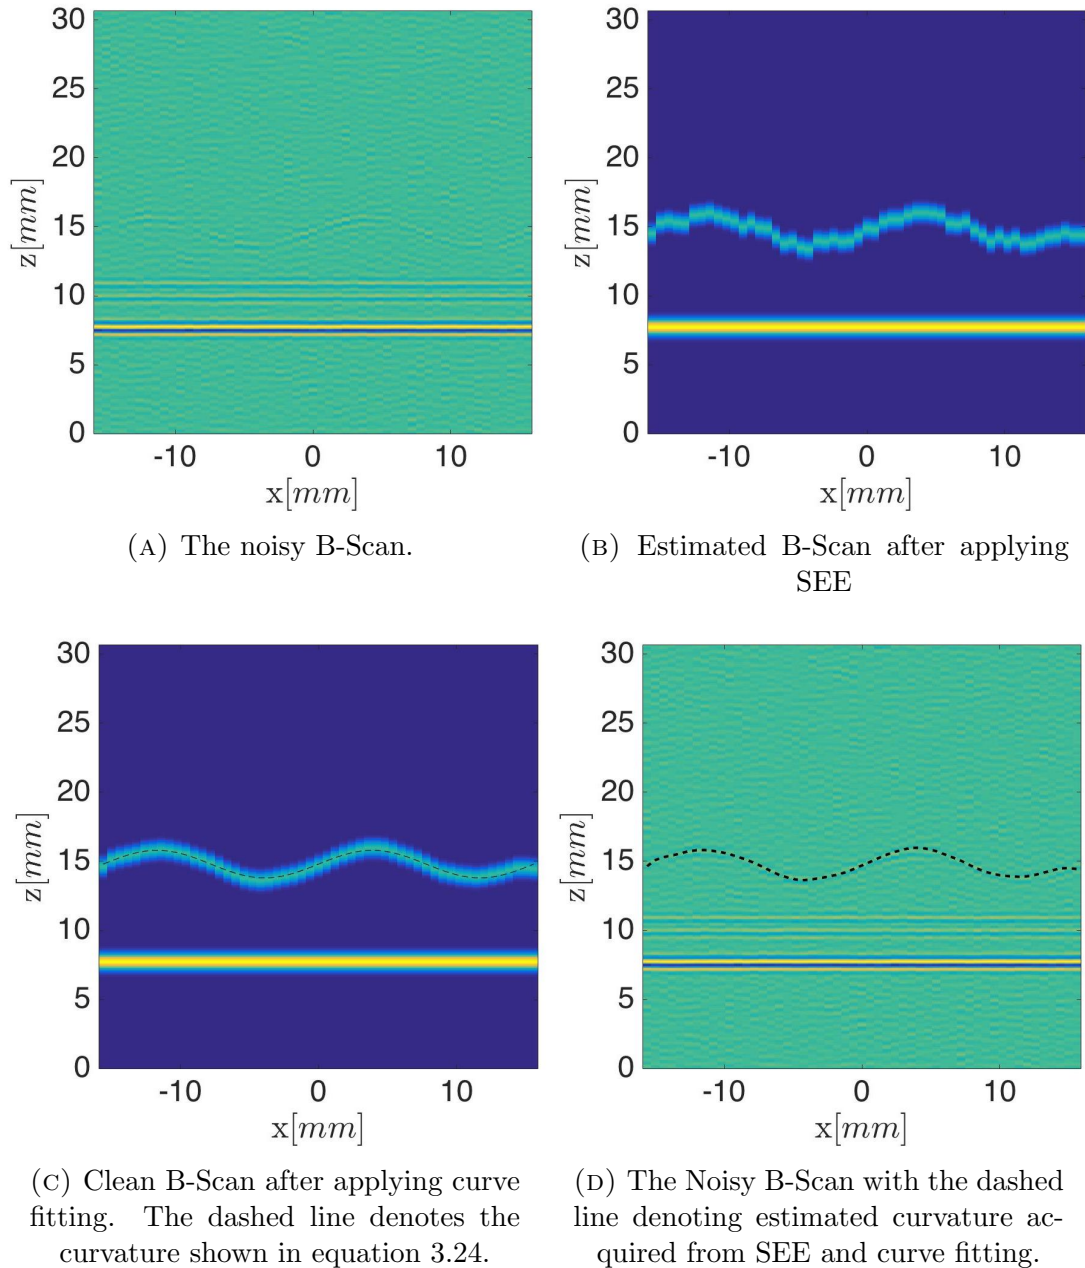 30
25
20
15
10
5
0
-10 0 10
x[mm]
z[mm]
(A) The noisy B-Scan.
30
25
20
15
10
5
0
-10 0 10
x[mm]
z[mm]
(B) Estimated B-Scan after applying
SEE
30
25
20
15
10
5
0
-10 0 10
x[mm]
z[mm]
(C) Clean B-Scan after applying curve
fitting. The dashed line denotes the
curvature shown in equation 3.24.
30
25
20
15
10
5
0
-10 0 10
x[mm]
z[mm]
(D) The Noisy B-Scan with the dashed
line denoting estimated curvature ac-
quired from SEE and curve fitting.